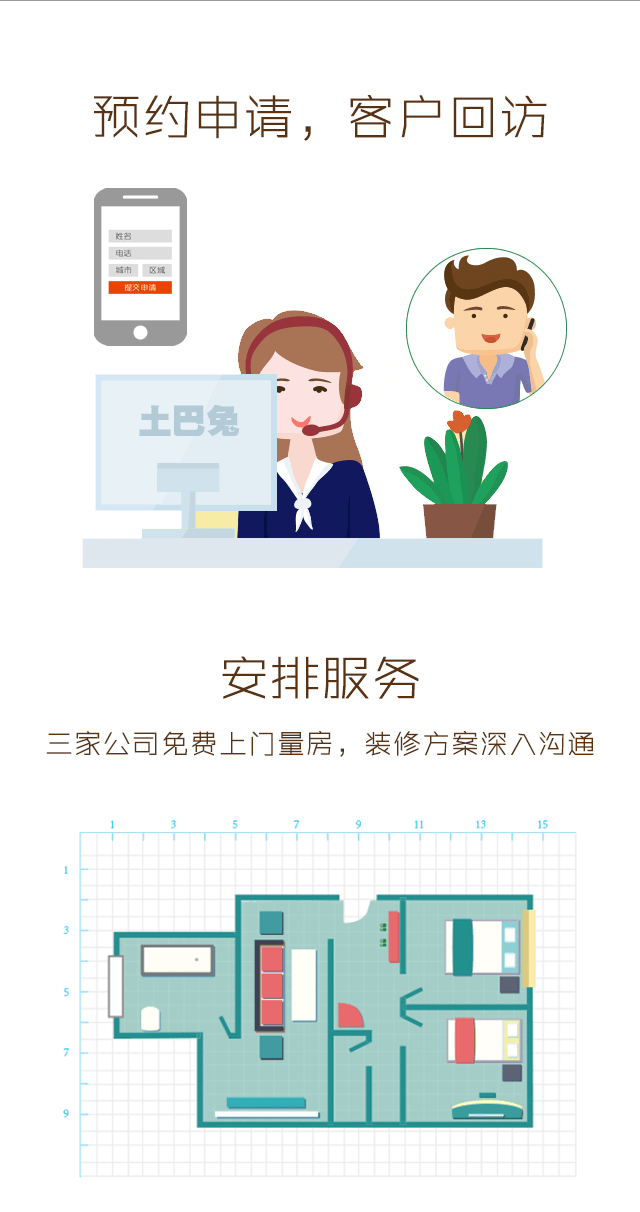 预约申请，客户回访
姓名
电话
城市 区域
提交申请
土巴兔
安排服务
三家公司免费上门量房，装修方案深入沟通
1 3 5 7 9 11 13 15
1
3
5
7
9